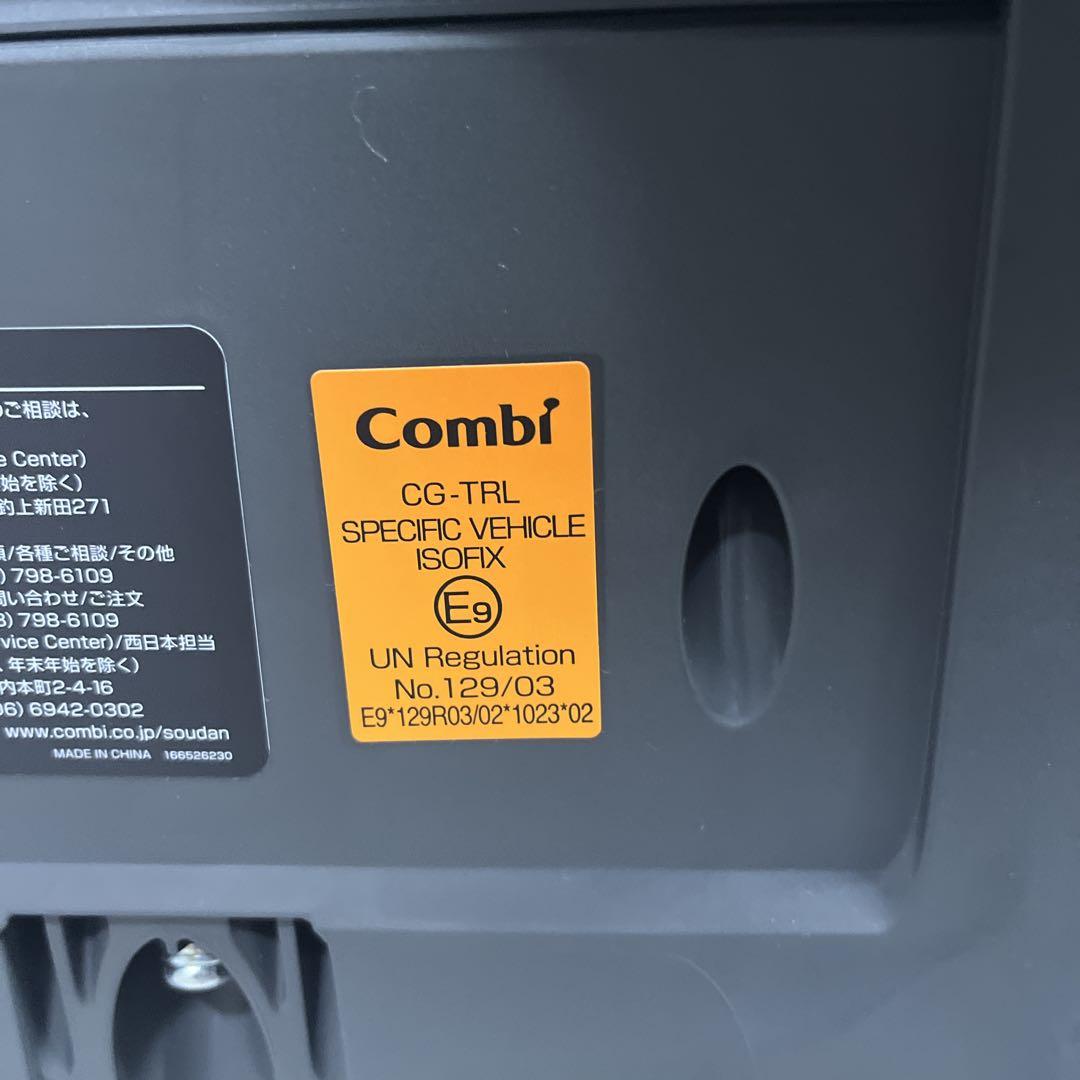 のご相談は、
e Center)
始を除く)
釣上新田271
/各種ご相談/その他
) 798-6109
問い合わせ/ご注文
8) 798-6109
vice Center)/西日本担当
、年末年始を除く)
内本町2-4-16
06) 6942-0302
www.combi.co.jp/soudan
MADE IN CHINA 166526230
Combi
CG-TRL
SPECIFIC VEHICLE
ISOFIX
E9
UN Regulation
No.129/03
E9*129R03/02*1023*02